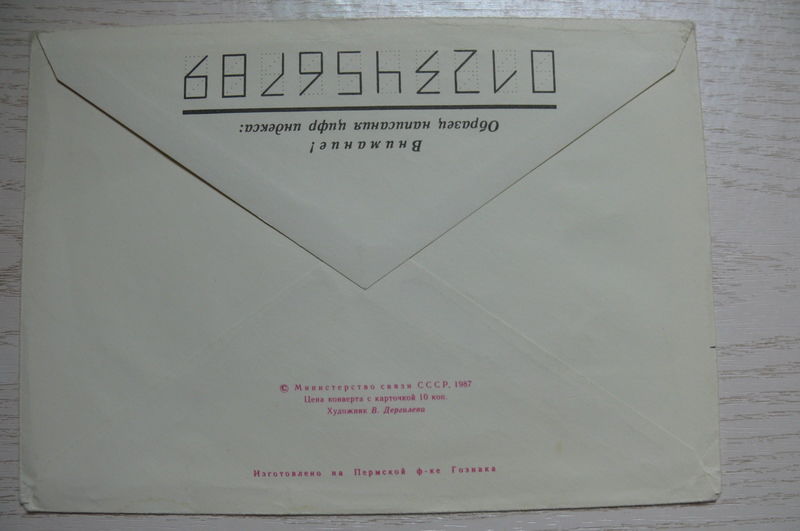 Внимание!
Образец написания цифр индекса:
0123456789
© Министерство связи СССР, 1987
Цена конверта с карточкой 10 коп.
Художник В. Дергилева
Изготовлено на Пермской ф-ке Гознака